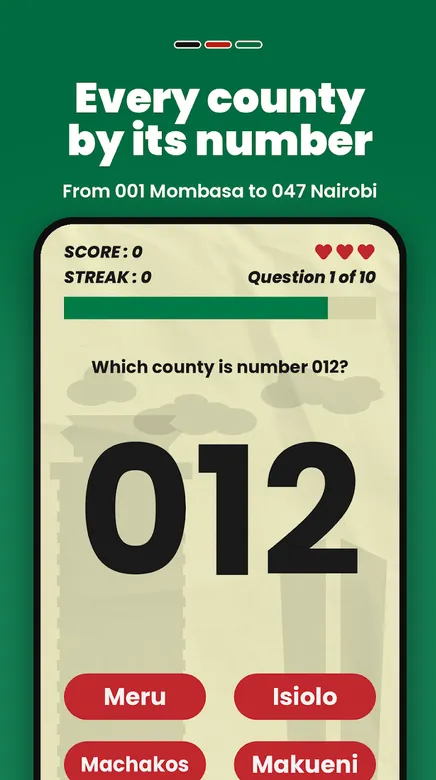 Every county
by its number
From 001 Mombasa to 047 Nairobi
SCORE : 0
STREAK : 0
Question 1 of 10
Which county is number 012?
012
Meru
Isiolo
Machakos
Makueni